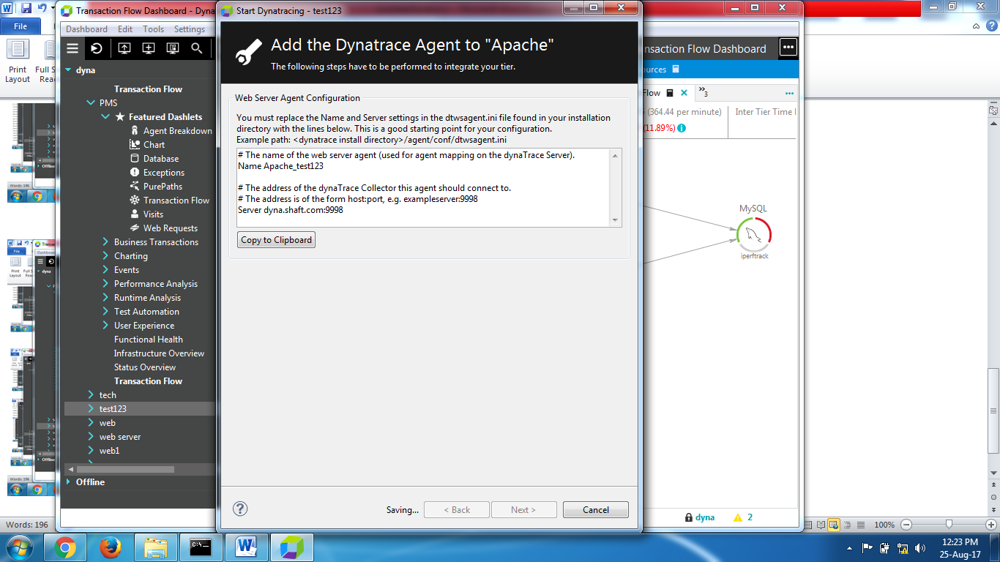 Transaction Flow Dashboard - Dyna
Start Dynatracing - test123
File
Dashboard Edit Tools Settings
Print
Layout
Full S
Rea
Add the Dynatrace Agent to "Apache"
The following steps have to be performed to integrate your tier.
nsaction Flow Dashboard
ources
dyna
Transaction Flow
PMS
Featured Dashlets
Agent Breakdown
Chart
Database
Exceptions
PurePaths
Transaction Flow
Visits
Web Requests
Business Transactions
Charting
Events
Performance Analysis
Runtime Analysis
Test Automation
User Experience
Functional Health
Infrastructure Overview
Status Overview
Transaction Flow
tech
test123
web
web server
web1
Offline
Web Server Agent Configuration
You must replace the Name and Server settings in the dtwsagent.ini file found in your installation
directory with the lines below. This is a good starting point for your configuration.
Example path: <dynatrace install directory>/agent/conf/dtwsagent.ini
# The name of the web server agent (used for agent mapping on the dynaTrace Server).
Name Apache_test123
# The address of the dynaTrace Collector this agent should connect to.
# The address is of the form host:port, e.g. exampleserver:9998
Server dyna.shaft.com:9998
Copy to Clipboard
Flow
3
(364.44 per minute)
Inter Tier Time
(11.89%)
MySQL
iperftrack
Saving...
< Back
Next >
Cancel
dyna
2
Words: 196
100%
12:23 PM
25-Aug-17